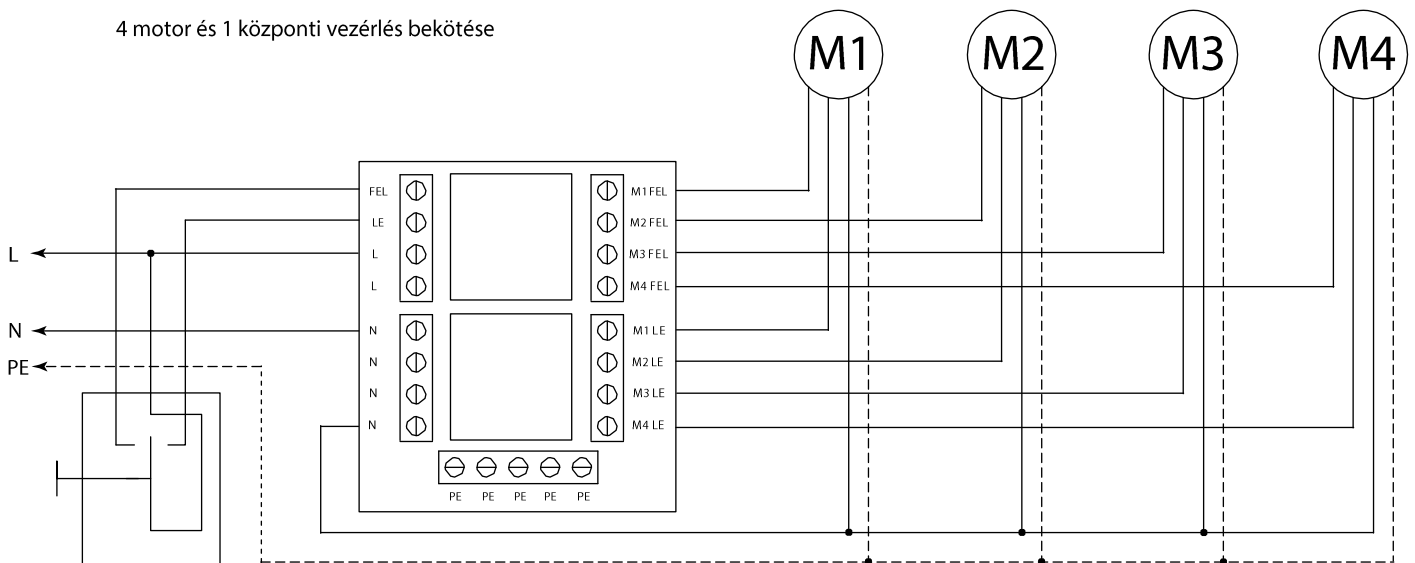 4 motor és 1 központi vezérlés bekötése
M1 M2 M3 M4
FEL M1 FEL
LE M2 FEL
L L M3 FEL
L M4 FEL
N N M1 LE
N M2 LE
PE
N M3 LE
N M4 LE
PE PE PE PE PE